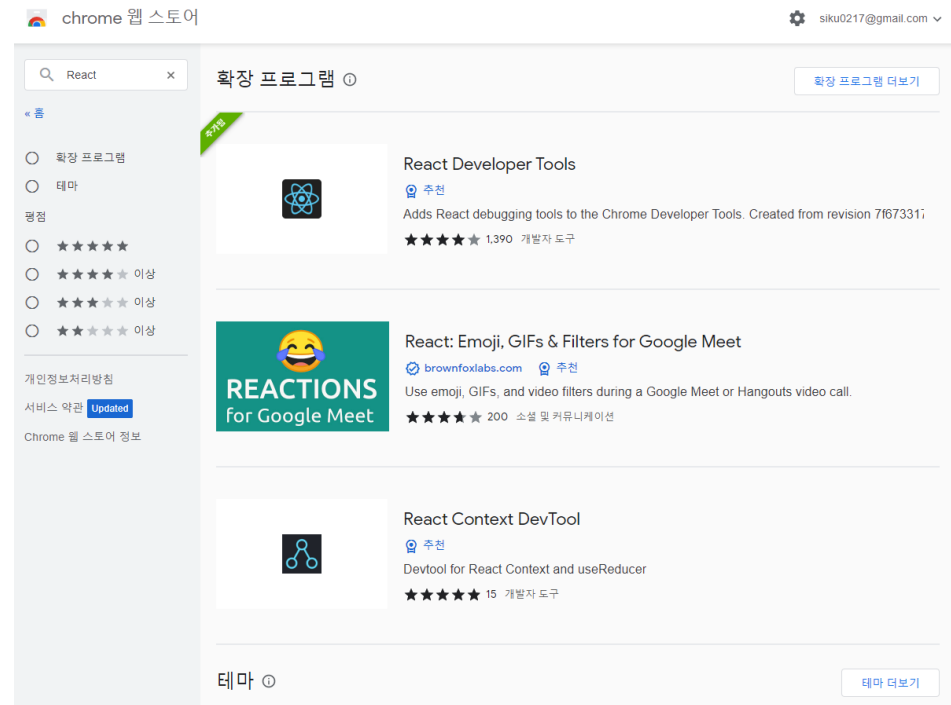 chrome 웹 스토어
siku0217@gmail.com
React
« 홈
확장 프로그램
테마
평점
이상
이상
이상
개인정보처리방침
서비스 약관 Updated
Chrome 웹 스토어 정보
확장 프로그램
확장 프로그램 더보기
추가됨
React Developer Tools
추천
Adds React debugging tools to the Chrome Developer Tools. Created from revision 7f673317
1,390 개발자 도구
REACTIONS
for Google Meet
React: Emoji, GIFs & Filters for Google Meet
brownfoxlabs.com 추천
Use emoji, GIFs, and video filters during a Google Meet or Hangouts video call.
200 소셜 및 커뮤니케이션
React Context DevTool
추천
Devtool for React Context and useReducer
15 개발자 도구
테마
테마 더보기